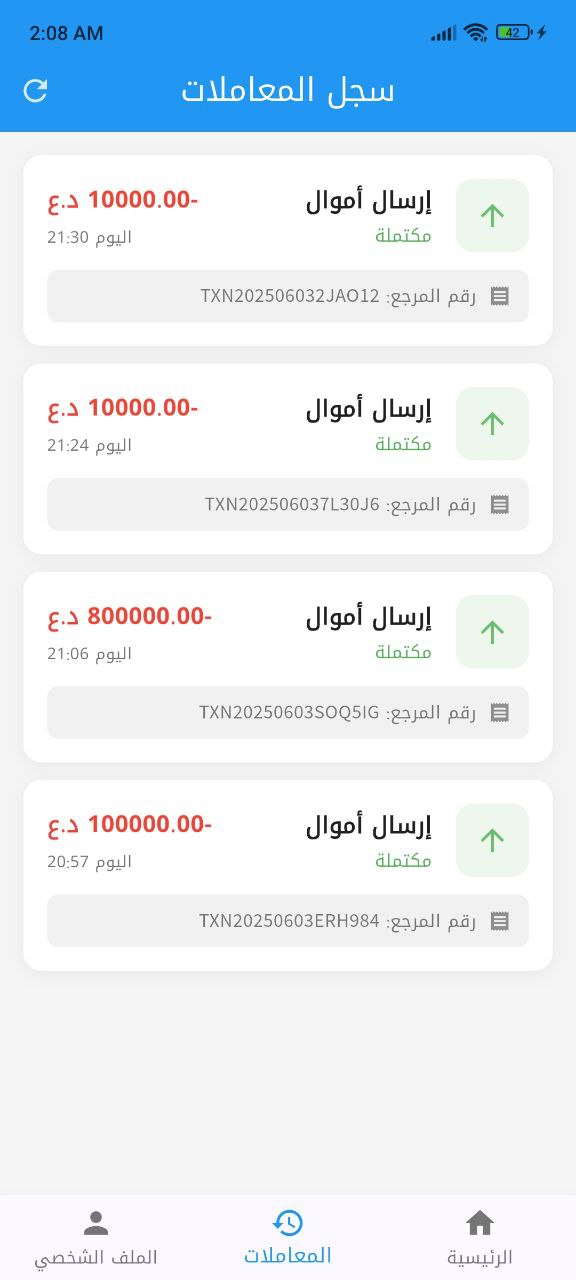 2:08 AM
42
سجل المعاملات
إرسال أموال
-10000.00 د.ع
مكتملة
اليوم 21:30
رقم المرجع: TXN202506032JAO12
إرسال أموال
-10000.00 د.ع
مكتملة
اليوم 21:24
رقم المرجع: TXN202506037L30J6
إرسال أموال
-800000.00 د.ع
مكتملة
اليوم 21:06
رقم المرجع: TXN20250603SOQ5IG
إرسال أموال
-100000.00 د.ع
مكتملة
اليوم 20:57
رقم المرجع: TXN20250603ERH984
الرئيسية
المعاملات
الملف الشخصي